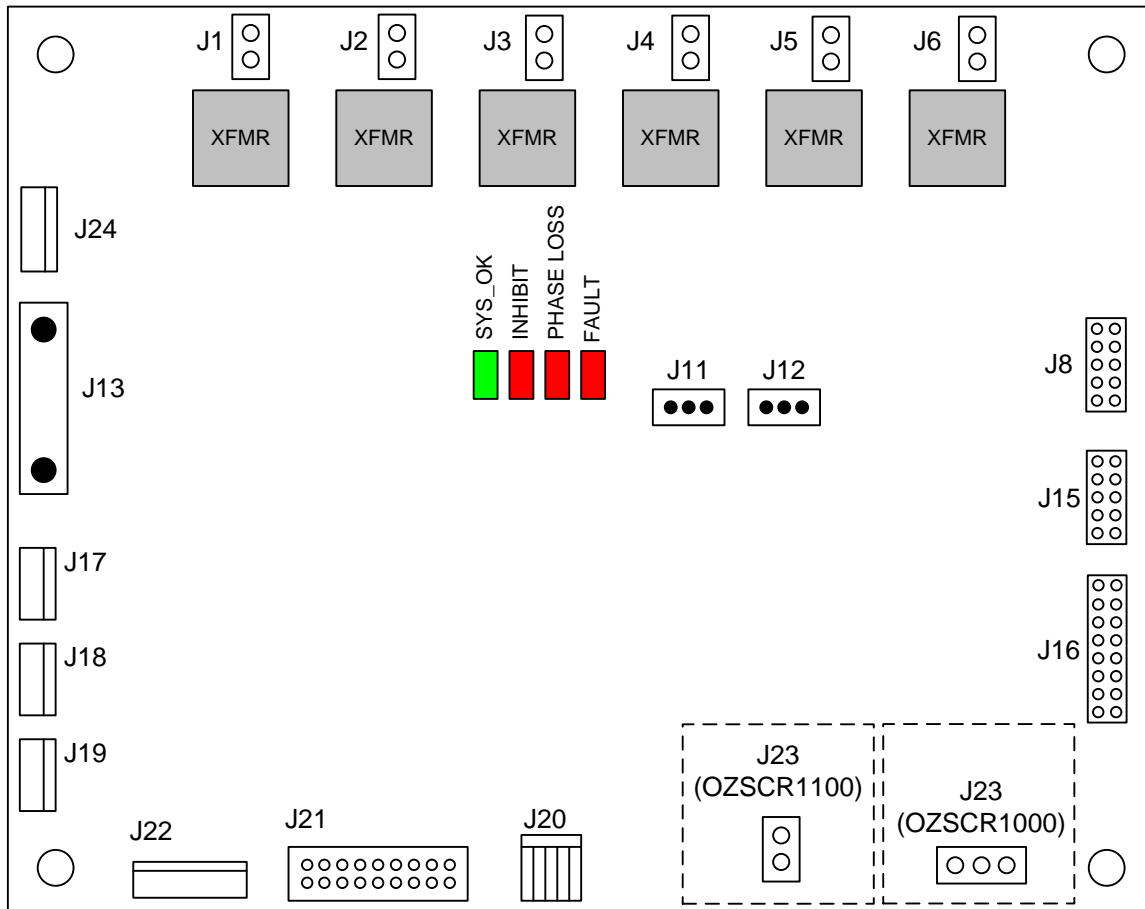 J1
J2
J3
J4
J5
J6
XFMR
XFMR
XFMR
XFMR
XFMR
XFMR
J24
SYS_OK
INHIBIT
PHASE LOSS
FAULT
J13
J11
J12
J8
J15
J17
J18
J16
J19
J23
(OZSCR1100)
J23
(OZSCR1000)
J22
J21
J20